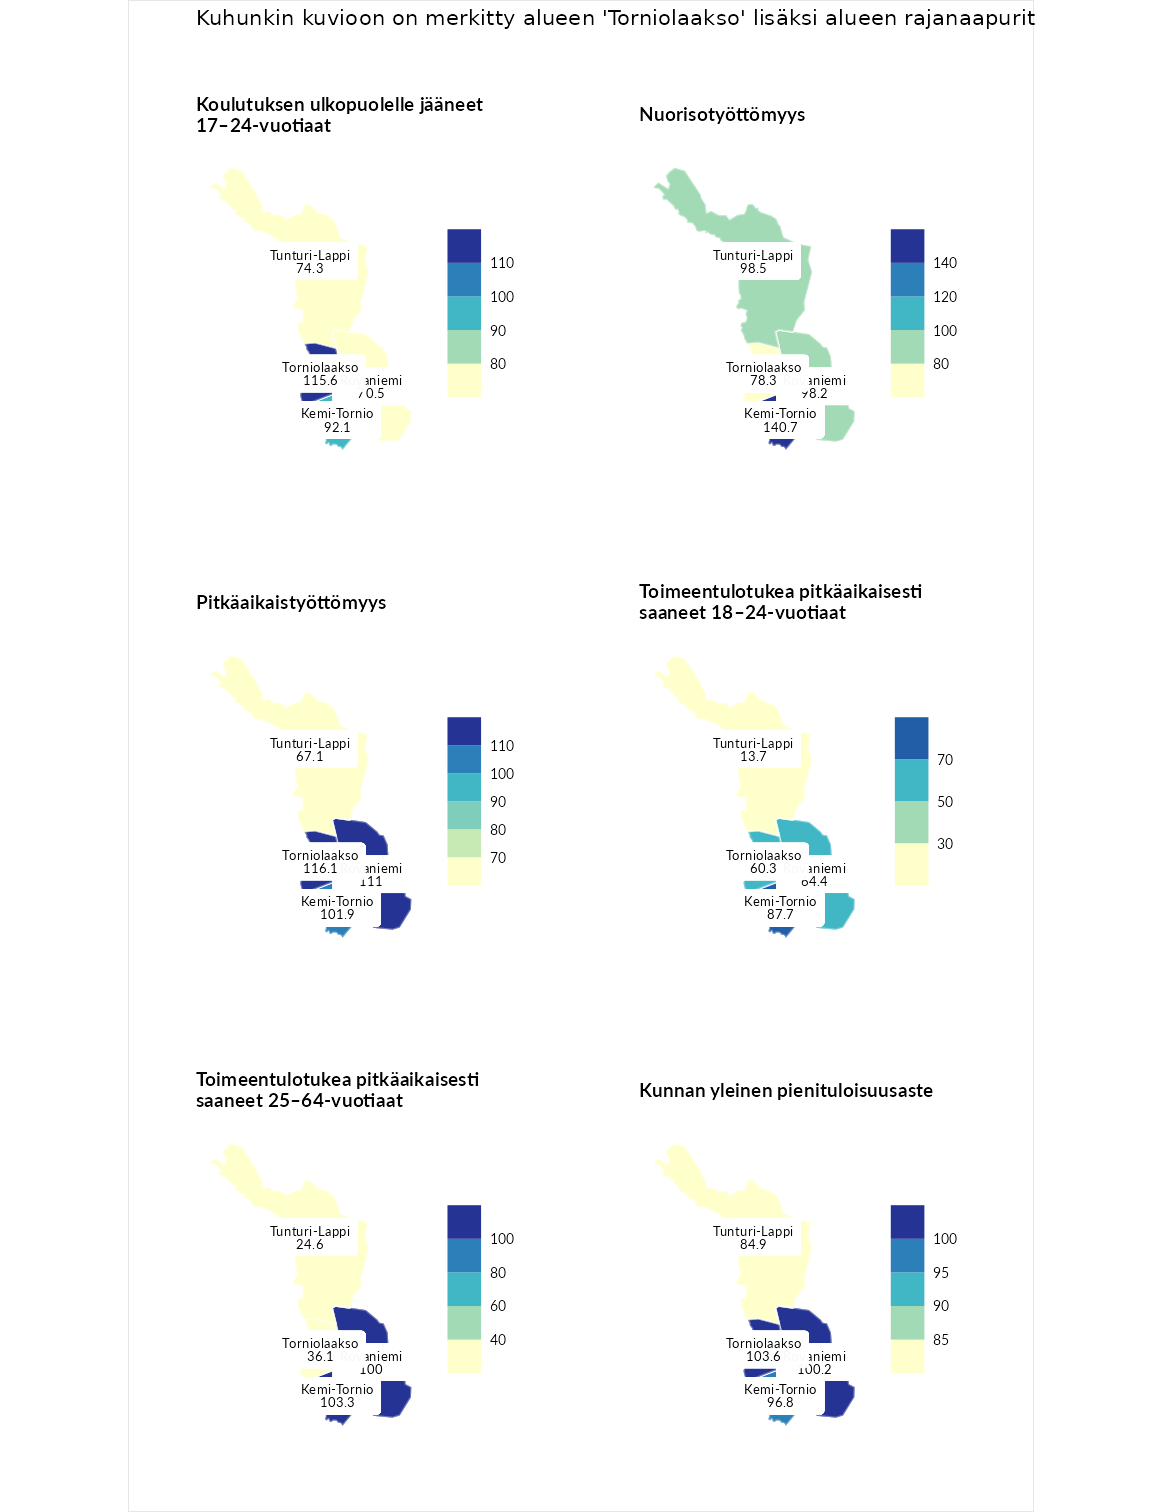 Kuhunkin kuvioon on merkitty alueen 'Torniolaakso' lisäksi alueen rajanaapurit
Koulutuksen ulkopuolelle jääneet
17–24-vuotiaat
Tunturi-Lappi
74.3
Torniolaakso
115.6
Kemi-Tornio
92.1
110
100
90
80
Nuorisotyöttömyys
Tunturi-Lappi
98.5
Torniolaakso
78.3
98.2
Kemi-Tornio
140.7
140
120
100
80
Pitkäaikaistyöttömyys
Tunturi-Lappi
67.1
Torniolaakso
116.1
111
Kemi-Tornio
101.9
110
100
90
80
70
Toimeentulotukea pitkäaikaisesti
saaneet 18–24-vuotiaat
Tunturi-Lappi
13.7
Torniolaakso
60.3
64.4
Kemi-Tornio
87.7
70
50
30
Toimeentulotukea pitkäaikaisesti
saaneet 25–64-vuotiaat
Tunturi-Lappi
24.6
Torniolaakso
36.1
100
Kemi-Tornio
103.3
100
80
60
40
Kunnan yleinen pienituloisuusaste
Tunturi-Lappi
84.9
Torniolaakso
103.6
100.2
Kemi-Tornio
96.8
100
95
90
85